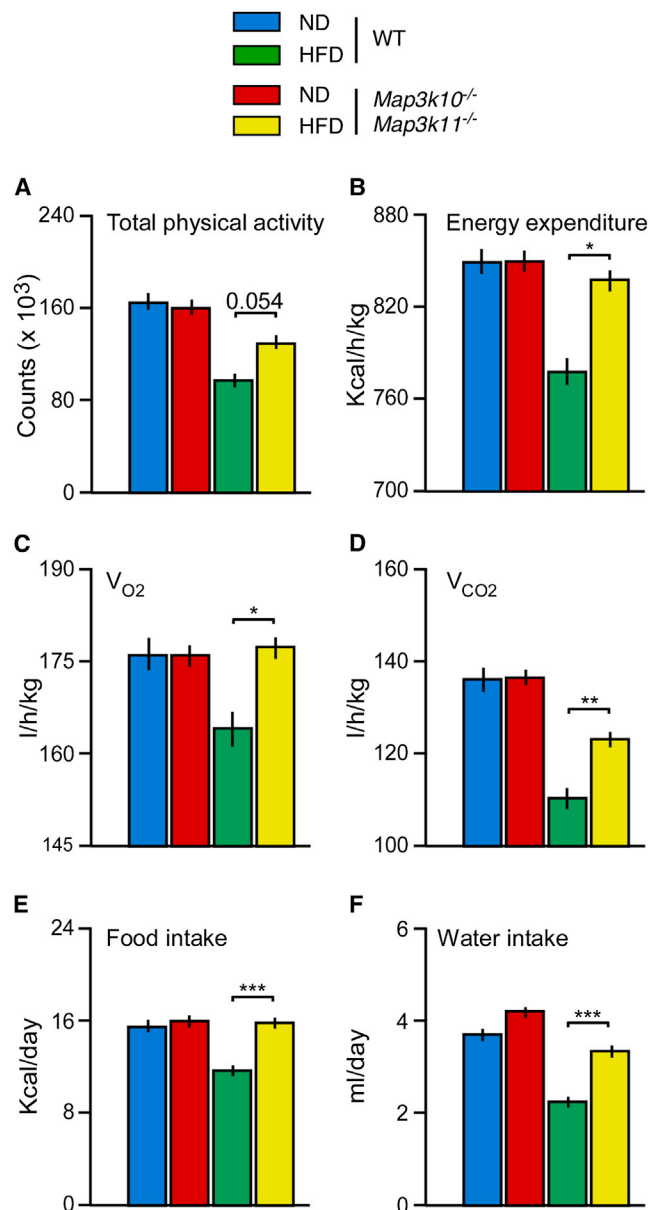 ND
HFD
WT
ND
HFD
Map3k10-/-
Map3k11-/-
A
Total physical activity
Counts (x 10³)
240
160
80
0
0.054
B
Energy expenditure
Kcal/h/kg
880
820
760
700
*
C
VO2
l/h/kg
190
175
160
145
*
D
VCO2
l/h/kg
160
140
120
100
**
E
Food intake
Kcal/day
24
16
8
0
***
F
Water intake
ml/day
6
4
2
0
***